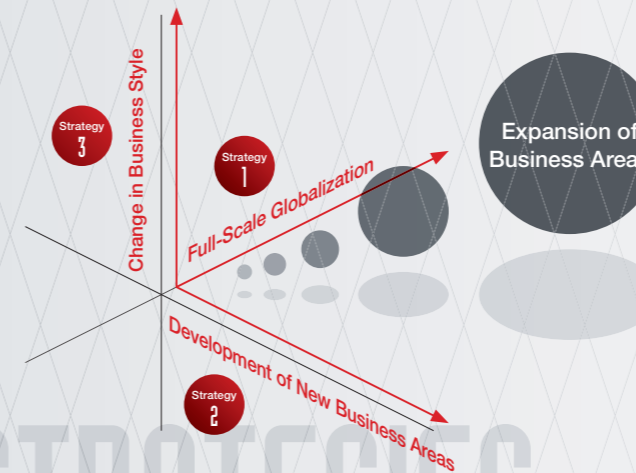 Change in Business Style
Strategy
3
Strategy
1
Full-Scale Globalization
Expansion of
Business Area
Development of New Business Areas
Strategy
2
STRATEGIES